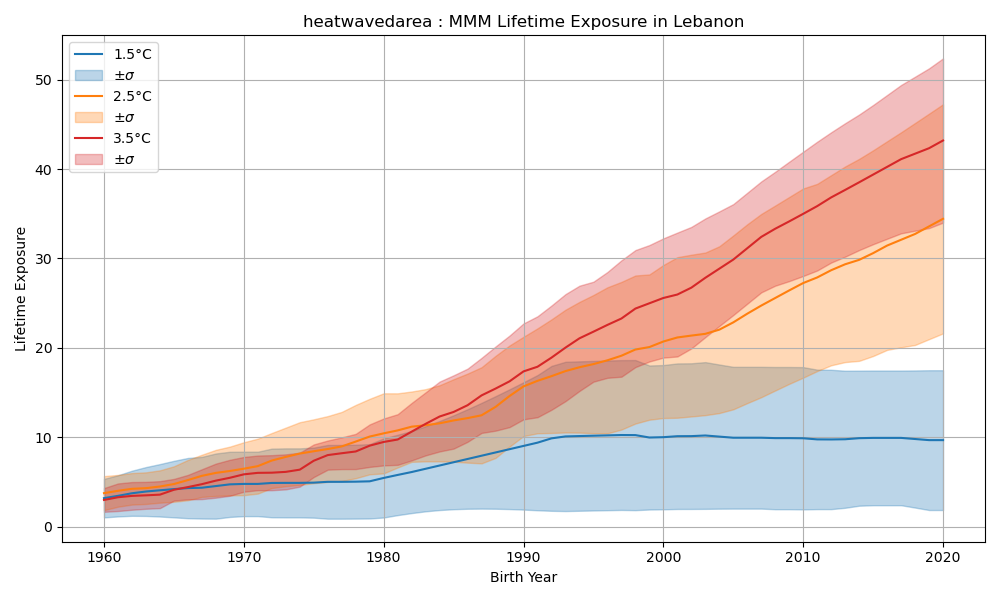 heatwavedarea : MMM Lifetime Exposure in Lebanon
1.5°C
±σ
2.5°C
±σ
3.5°C
±σ
Lifetime Exposure
50
40
30
20
10
0
1960 1970 1980 1990 2000 2010 2020
Birth Year